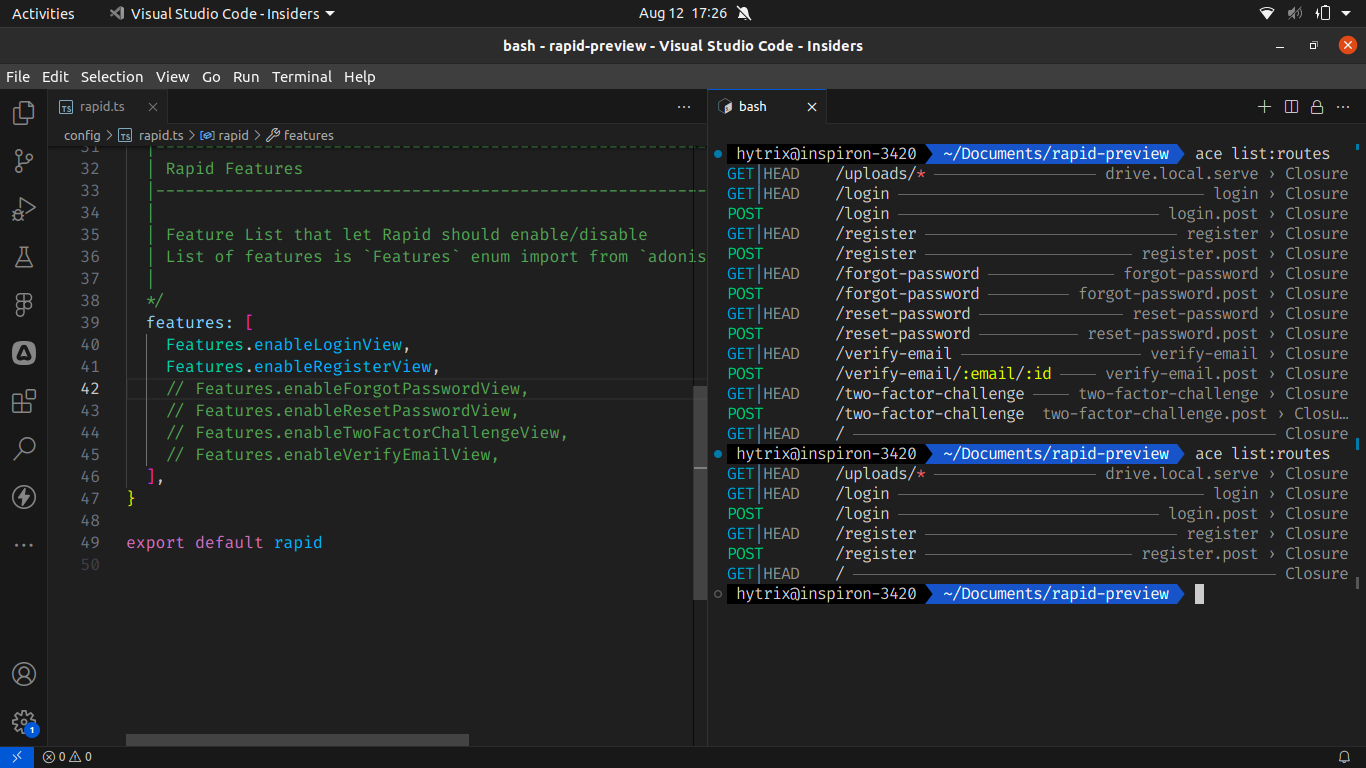 Activities
Visual Studio Code - Insiders
Aug 12 17:26
bash - rapid-preview - Visual Studio Code - Insiders
File Edit Selection View Go Run Terminal Help
TS rapid.ts
config > TS rapid.ts > rapid > features
31 |--------------------------------------------------------
32 | Rapid Features
33 |--------------------------------------------------------
34 |
35 | Feature List that let Rapid should enable/disable
36 | List of features is `Features` enum import from `adonis
37 |
38 */
39 features: [
40 Features.enableLoginView,
41 Features.enableRegisterView,
42 // Features.enableForgotPasswordView,
43 // Features.enableResetPasswordView,
44 // Features.enableTwoFactorChallengeView,
45 // Features.enableVerifyEmailView,
46 ],
47 }
48
49 export default rapid
50
bash
hytrix@inspiron-3420 ~/Documents/rapid-preview ace list:routes
GET|HEAD /uploads/* ────── drive.local.serve › Closure
GET|HEAD /login ────── login › Closure
POST /login ────── login.post › Closure
GET|HEAD /register ────── register › Closure
POST /register ────── register.post › Closure
GET|HEAD /forgot-password ────── forgot-password › Closure
POST /forgot-password ────── forgot-password.post › Closure
GET|HEAD /reset-password ────── reset-password › Closure
POST /reset-password ────── reset-password.post › Closure
GET|HEAD /verify-email ────── verify-email › Closure
POST /verify-email/:email/:id ── verify-email.post › Closure
GET|HEAD /two-factor-challenge ── two-factor-challenge › Closure
POST /two-factor-challenge two-factor-challenge.post › Closu…
GET|HEAD / ────── Closure
hytrix@inspiron-3420 ~/Documents/rapid-preview ace list:routes
GET|HEAD /uploads/* ────── drive.local.serve › Closure
GET|HEAD /login ────── login › Closure
POST /login ────── login.post › Closure
GET|HEAD /register ────── register › Closure
POST /register ────── register.post › Closure
GET|HEAD / ────── Closure
hytrix@inspiron-3420 ~/Documents/rapid-preview
1
0 0